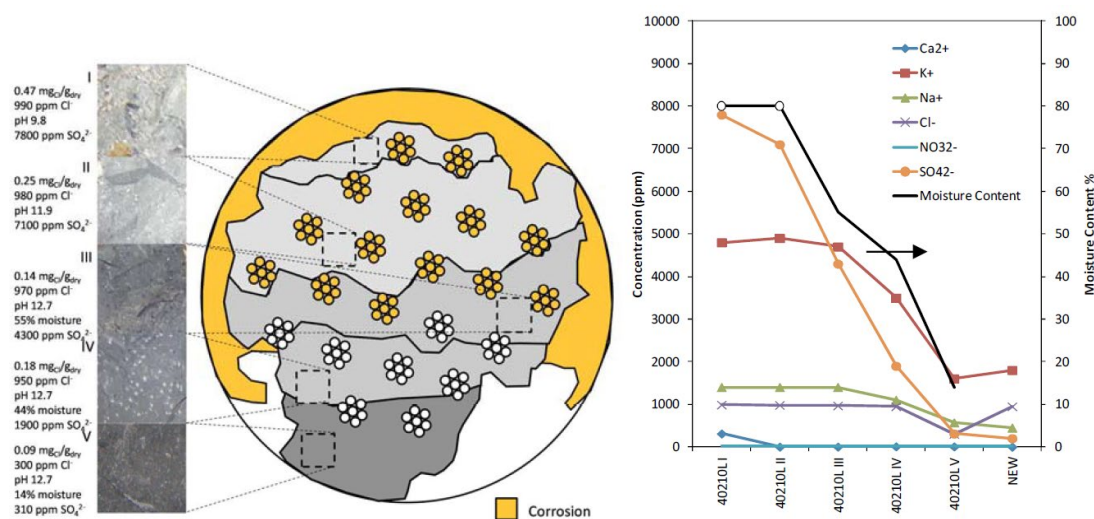 I
0.47 mgCl/gdry
990 ppm Cl-
pH 9.8
7800 ppm SO42-
II
0.25 mgCl/gdry
980 ppm Cl-
pH 11.9
7100 ppm SO42-
III
0.14 mgCl/gdry
970 ppm Cl-
pH 12.7
55% moisture
4300 ppm SO42-
IV
0.18 mgCl/gdry
950 ppm Cl-
pH 12.7
44% moisture
1900 ppm SO42-
V
0.09 mgCl/gdry
300 ppm Cl-
pH 12.7
14% moisture
310 ppm SO42-
Corrosion
Concentration (ppm)
10000
9000
8000
7000
6000
5000
4000
3000
2000
1000
0
Ca2+
K+
Na+
Cl-
NO32-
SO42-
Moisture Content
100
90
80
70
60
50
40
30
20
10
0
Moisture Content %
40210L I
40210L II
40210L III
40210L IV
40210L V
NEW